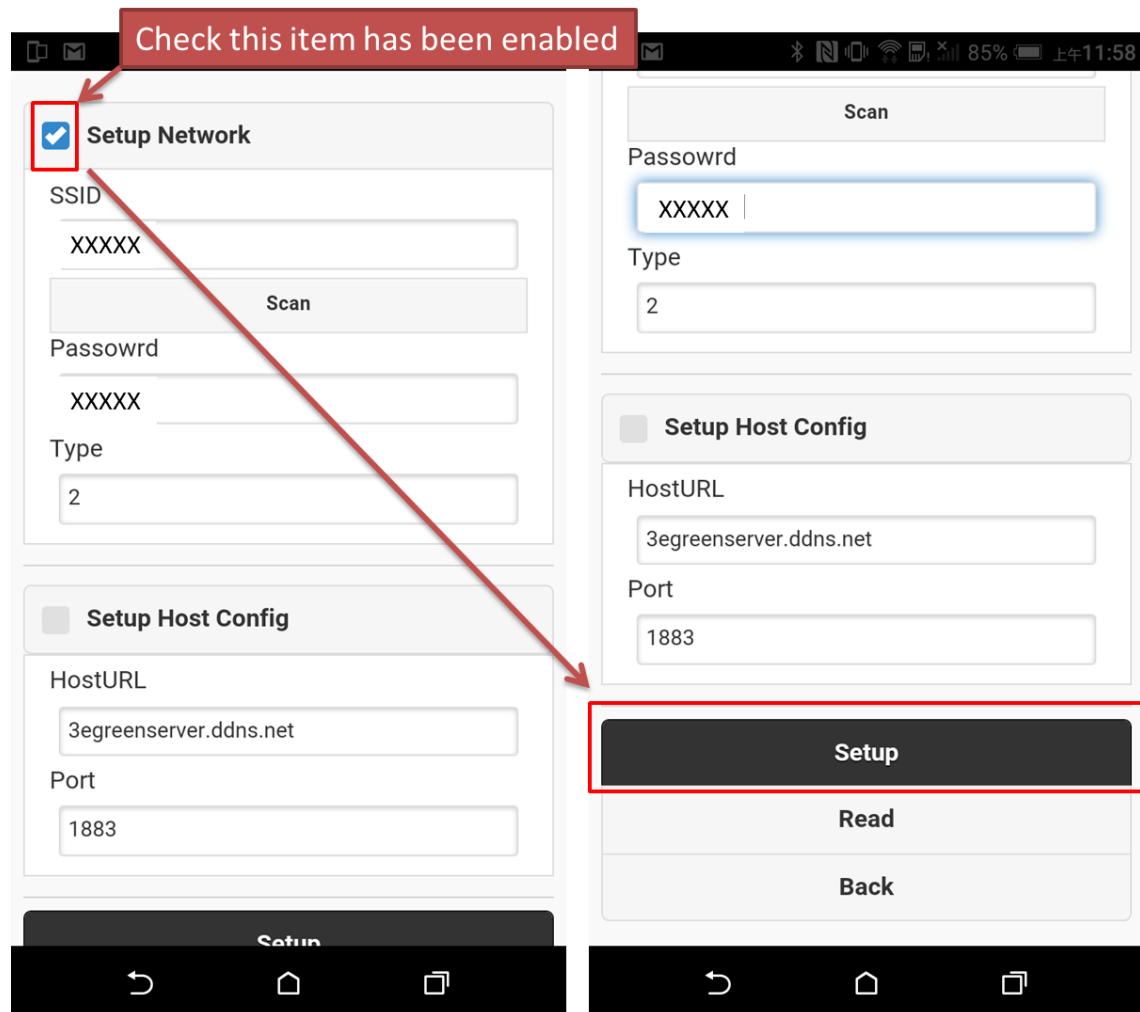 Check this item has been enabled
Setup Network
SSID
XXXXX
Scan
Passowrd
XXXXX
Type
2
Setup Host Config
HostURL
3egreenserver.ddns.net
Port
1883
Setup
85% 上午11:58
Scan
Passowrd
XXXXX
Type
2
Setup Host Config
HostURL
3egreenserver.ddns.net
Port
1883
Setup
Read
Back